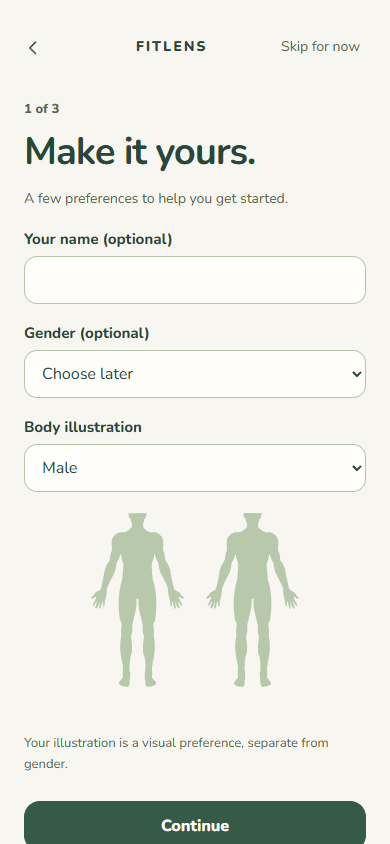 FITLENS
Skip for now
1 of 3
Make it yours.
A few preferences to help you get started.
Your name (optional)
Gender (optional)
Choose later
Body illustration
Male
Your illustration is a visual preference, separate from
gender.
Continue